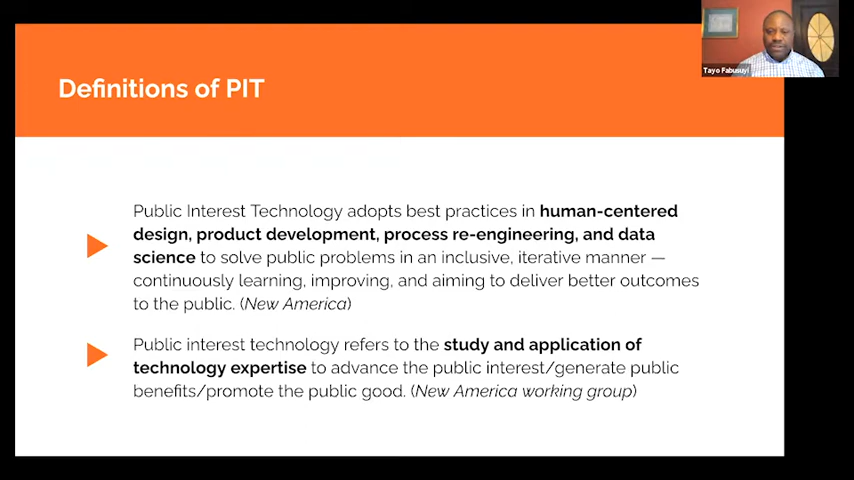 Definitions of PIT
Tayo Fabusuyi
Public Interest Technology adopts best practices in human-centered
design, product development, process re-engineering, and data
science to solve public problems in an inclusive, iterative manner —
continuously learning, improving, and aiming to deliver better outcomes
to the public. (New America)
Public interest technology refers to the study and application of
technology expertise to advance the public interest/generate public
benefits/promote the public good. (New America working group)